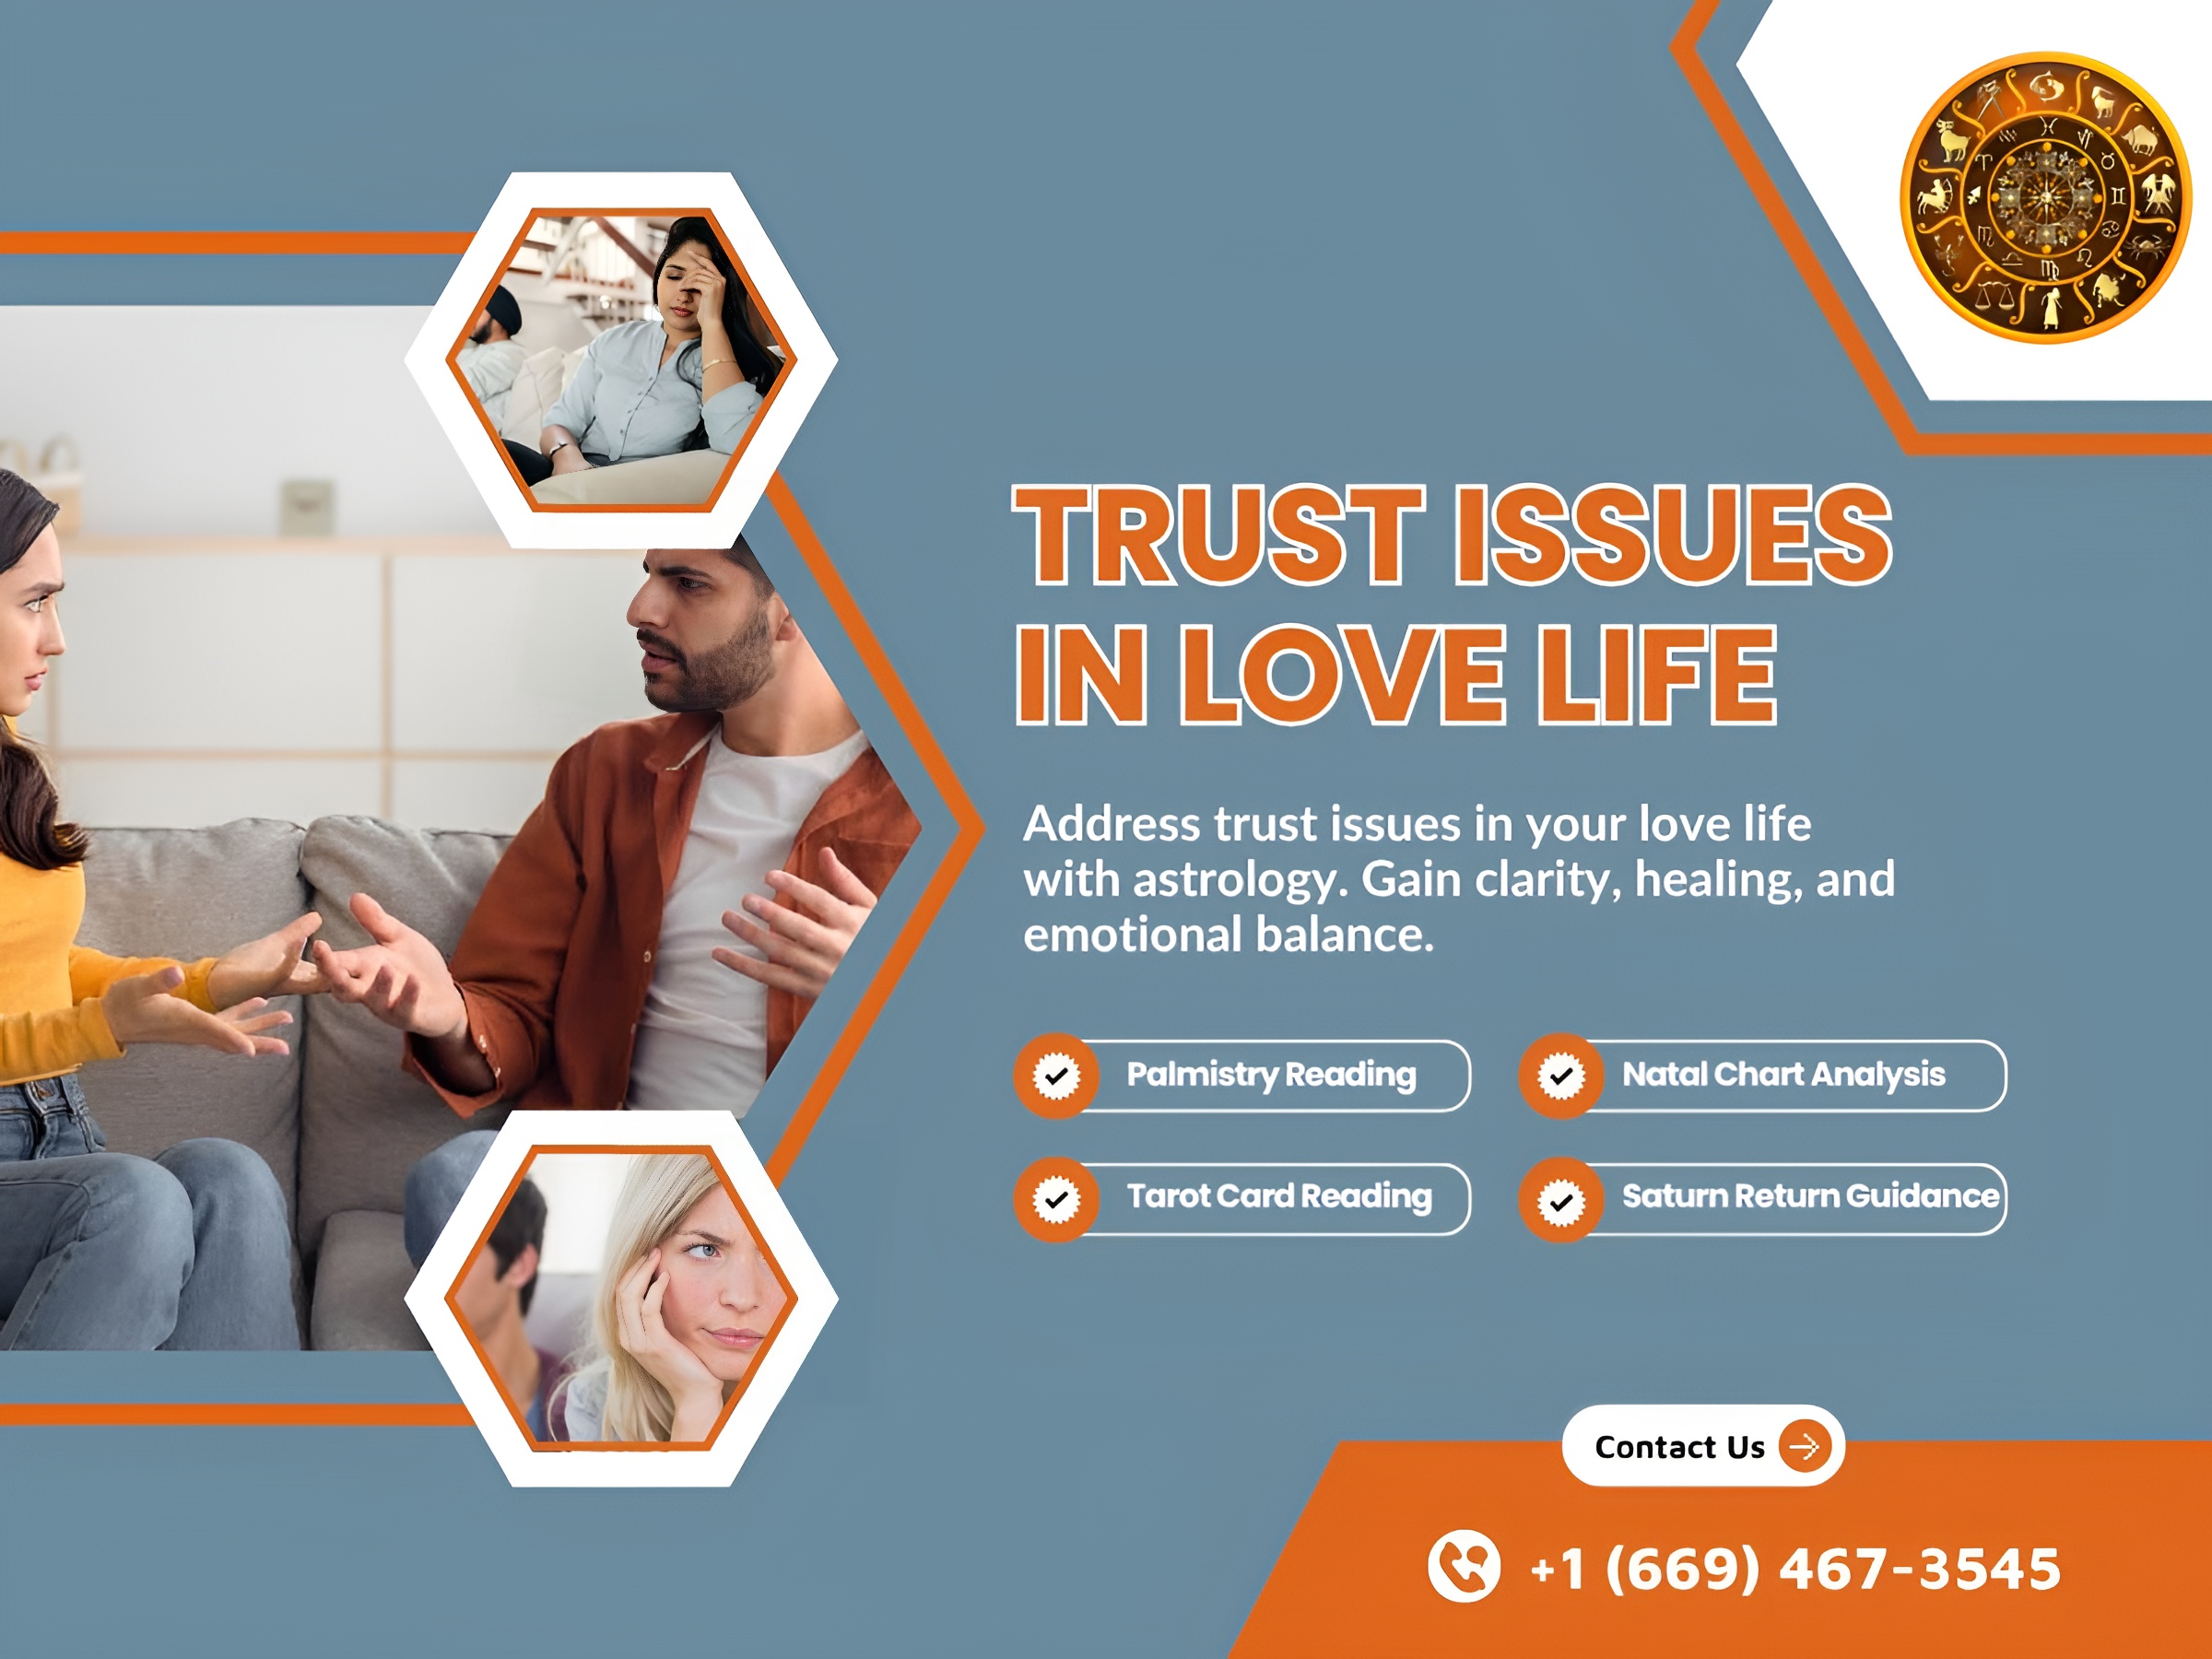 TRUST ISSUES
IN LOVE LIFE
Address trust issues in your love life
with astrology. Gain clarity, healing, and
emotional balance.
Palmistry Reading
Natal Chart Analysis
Tarot Card Reading
Saturn Return Guidance
Contact Us
+1 (669) 467-3545